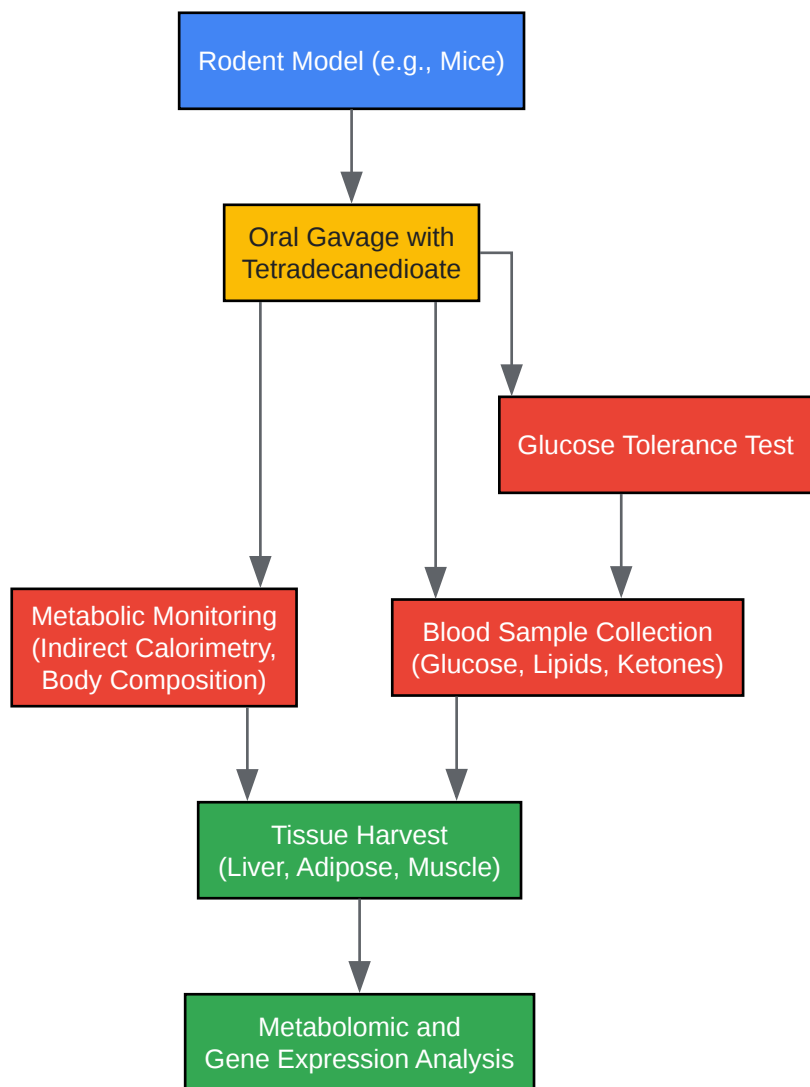 Rodent Model (e.g., Mice)
Oral Gavage with
Tetradecanedioate
Glucose Tolerance Test
Metabolic Monitoring
(Indirect Calorimetry,
Body Composition)
Blood Sample Collection
(Glucose, Lipids, Ketones)
Tissue Harvest
(Liver, Adipose, Muscle)
Metabolomic and
Gene Expression Analysis